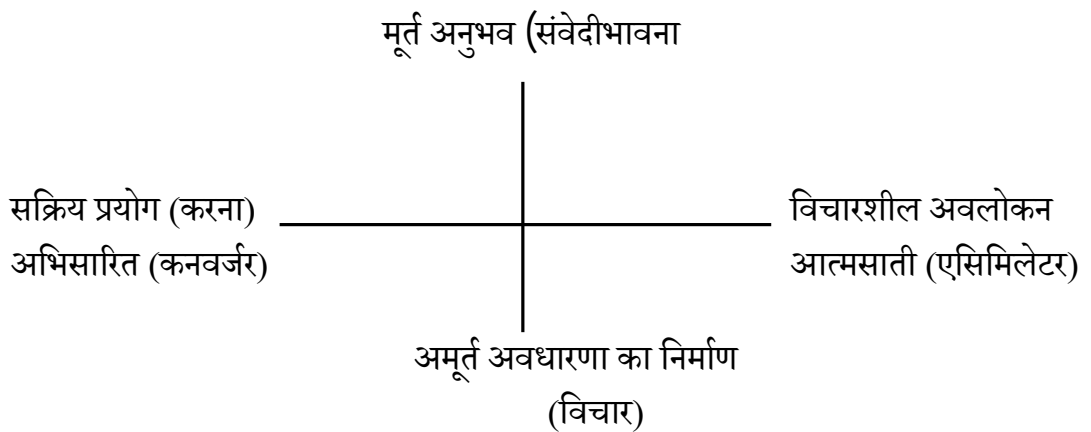 मूर्त अनुभव (संवेदीभावना
सक्रिय प्रयोग (करना)
अभिसारित (कनवर्जर)
विचारशील अवलोकन
आत्मसाती (एसिमिलेटर)
अमूर्त अवधारणा का निर्माण
(विचार)